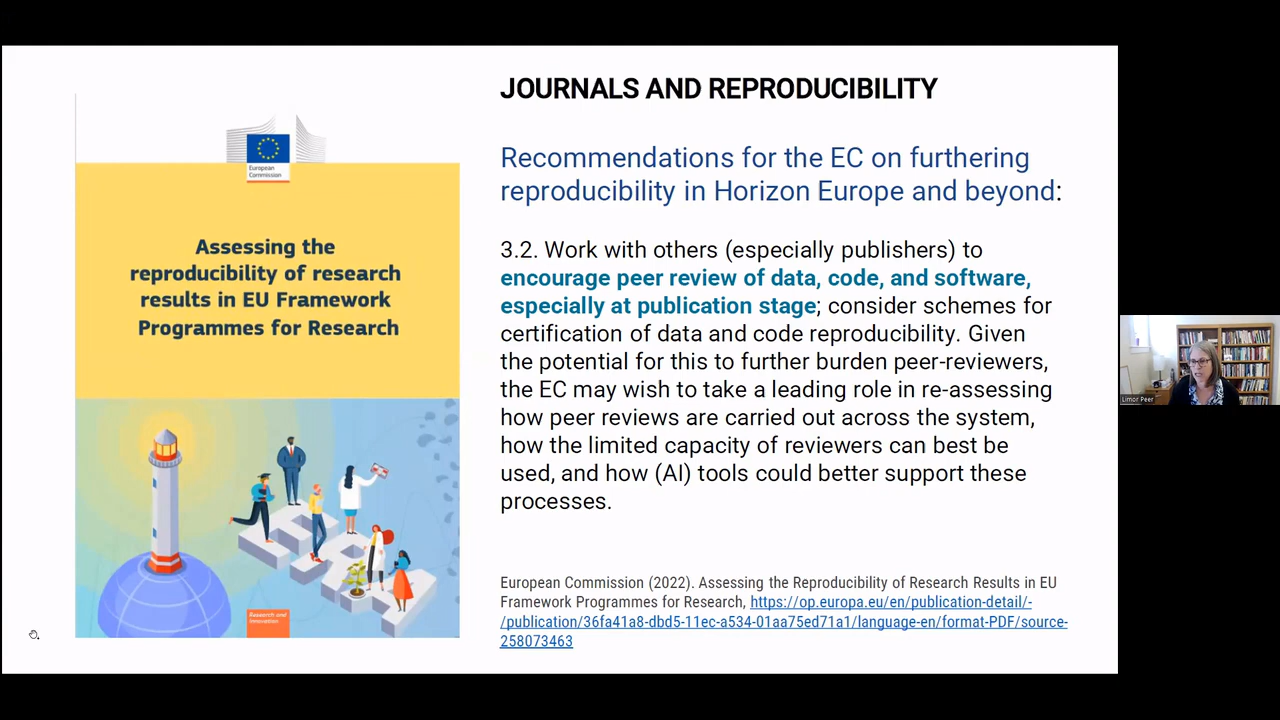 European
Commission
Assessing the
reproducibility of research
results in EU Framework
Programmes for Research
Research and
innovation
JOURNALS AND REPRODUCIBILITY
Recommendations for the EC on furthering
reproducibility in Horizon Europe and beyond:
3.2. Work with others (especially publishers) to
encourage peer review of data, code, and software,
especially at publication stage; consider schemes for
certification of data and code reproducibility. Given
the potential for this to further burden peer-reviewers,
the EC may wish to take a leading role in re-assessing
how peer reviews are carried out across the system,
how the limited capacity of reviewers can best be
used, and how (AI) tools could better support these
processes.
European Commission (2022). Assessing the Reproducibility of Research Results in EU
Framework Programmes for Research, https://op.europa.eu/en/publication-detail/-
/publication/36fa41a8-dbd5-11ec-a534-01aa75ed71a1/language-en/format-PDF/source-
258073463
Limor Peer